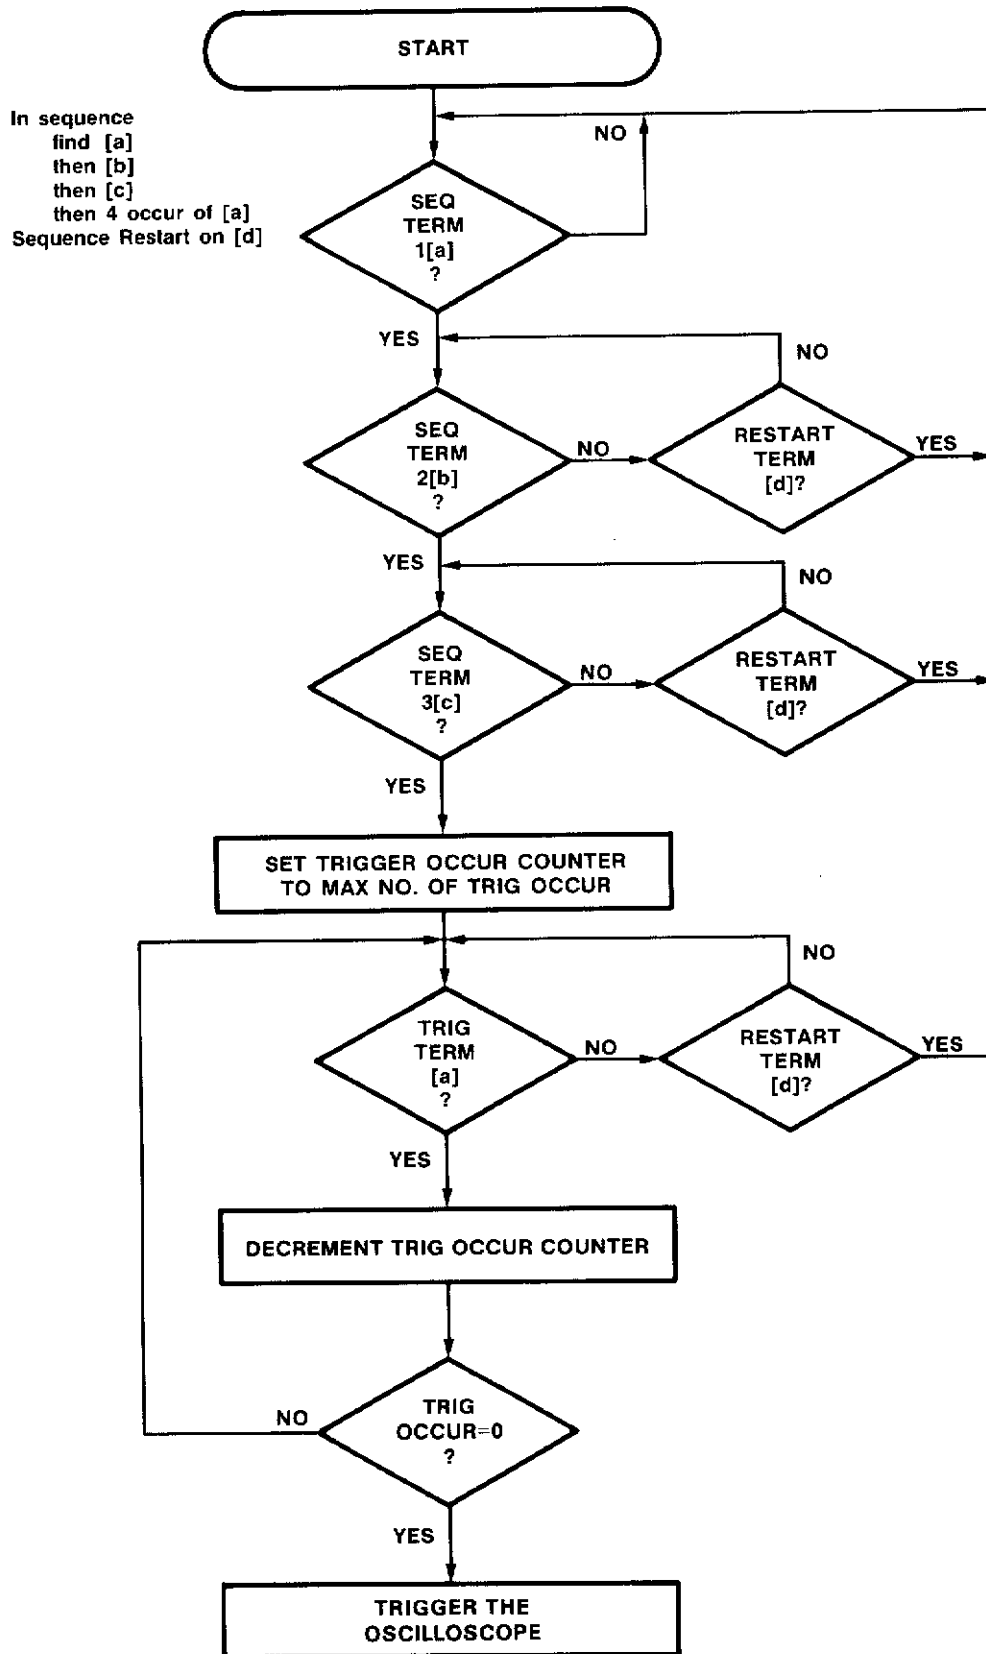 START
In sequence
find [a]
then [b]
then [c]
then 4 occur of [a]
Sequence Restart on [d]
NO
SEQ
TERM
1[a]
?
YES
NO
SEQ
TERM
2[b]
?
NO
RESTART
TERM
[d]?
YES
YES
NO
SEQ
TERM
3[c]
?
NO
RESTART
TERM
[d]?
YES
YES
SET TRIGGER OCCUR COUNTER
TO MAX NO. OF TRIG OCCUR
NO
TRIG
TERM
[a]
?
NO
RESTART
TERM
[d]?
YES
YES
DECREMENT TRIG OCCUR COUNTER
TRIG
OCCUR=0
?
NO
YES
TRIGGER THE
OSCILLOSCOPE